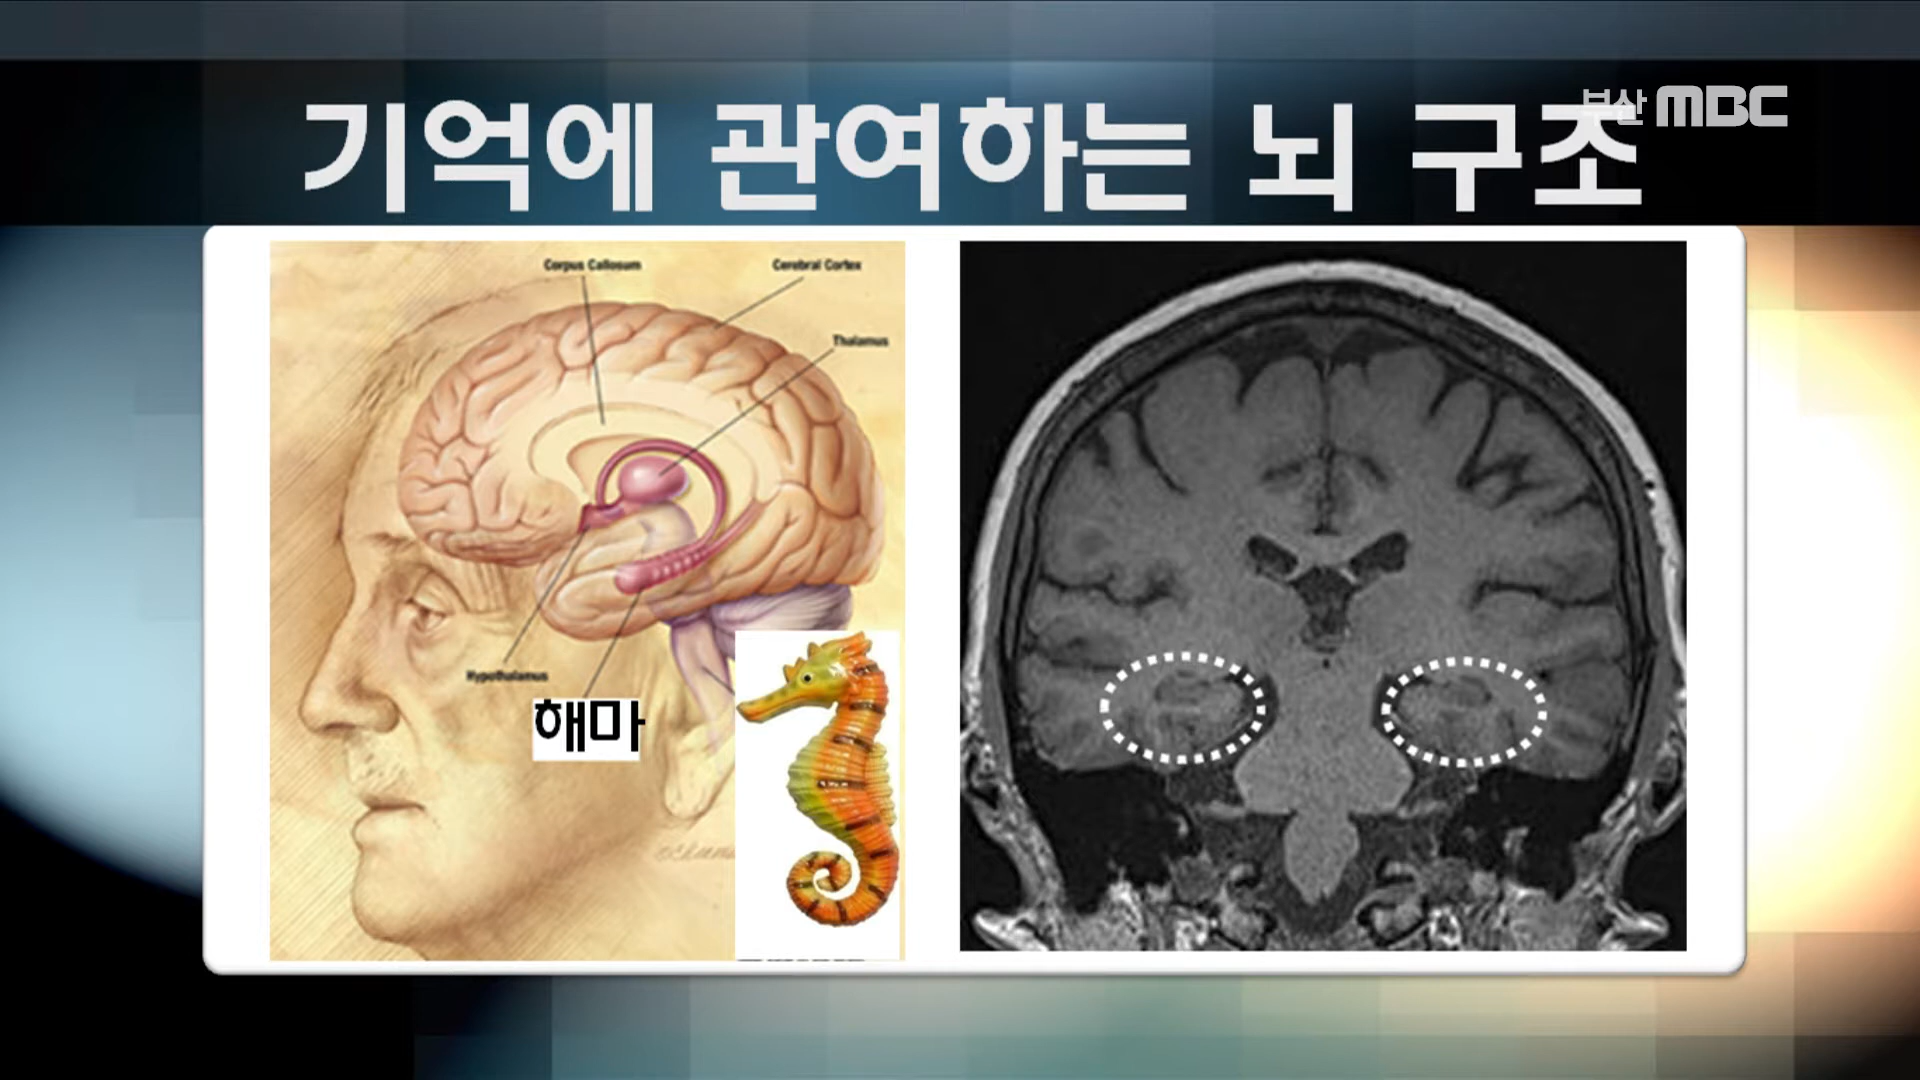 부산 MBC
기억에 관여하는 뇌 구조
Corpus Callosum
Cerebral Cortex
Thalamus
Hypothalamus
해마